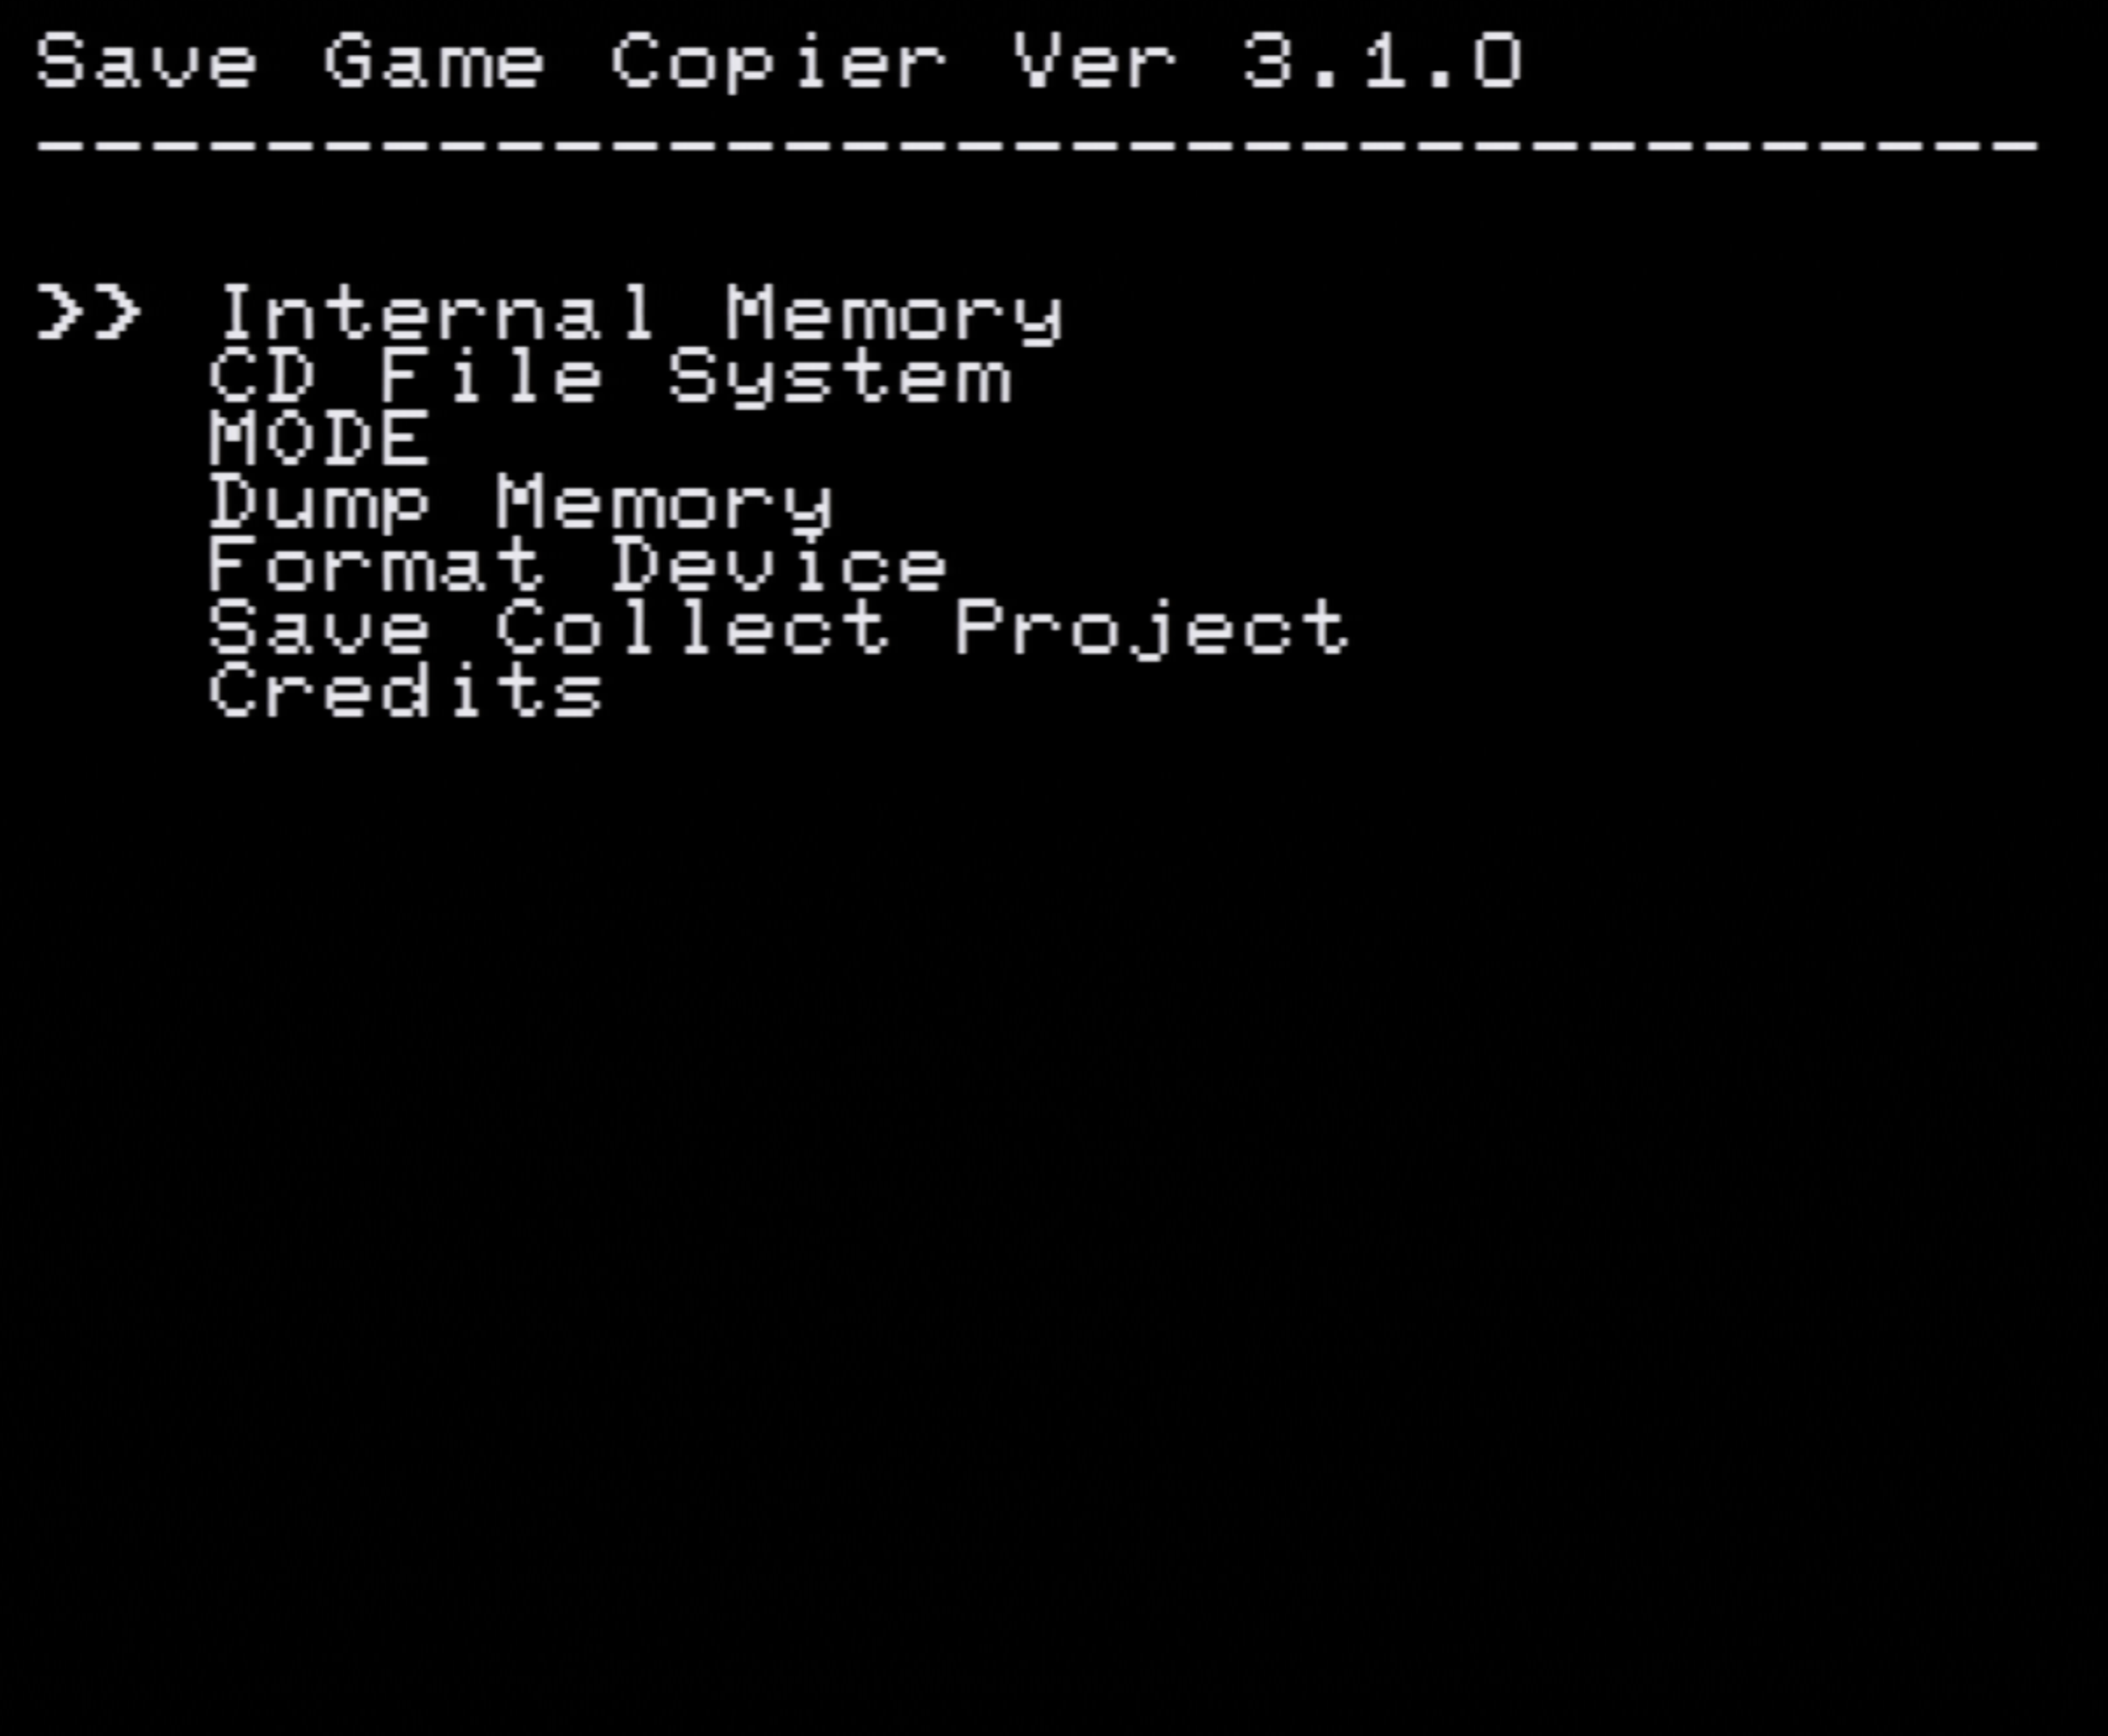 Save Game Copier Ver 3.1.0
-----------------------------------
>> Internal Memory
CD File System
MODE
Dump Memory
Format Device
Save Collect Project
Credits